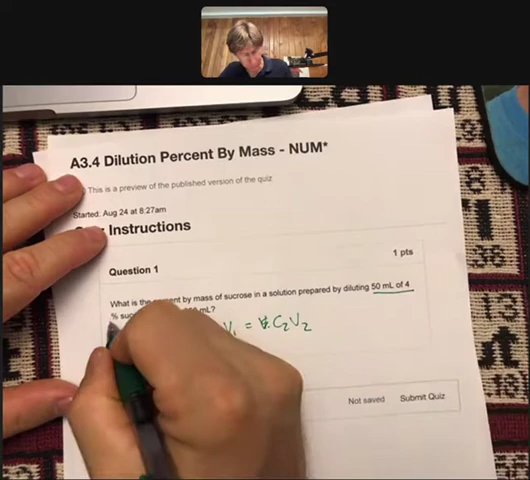 A3.4 Dilution Percent By Mass - NUM*
This is a preview of the published version of the quiz
Started: Aug 24 at 8:27am
Instructions
1 pts
Question 1
What is the by mass of sucrose in a solution prepared by diluting 50 mL of 4
% mL?
= C₂V₂
Not saved Submit Quiz